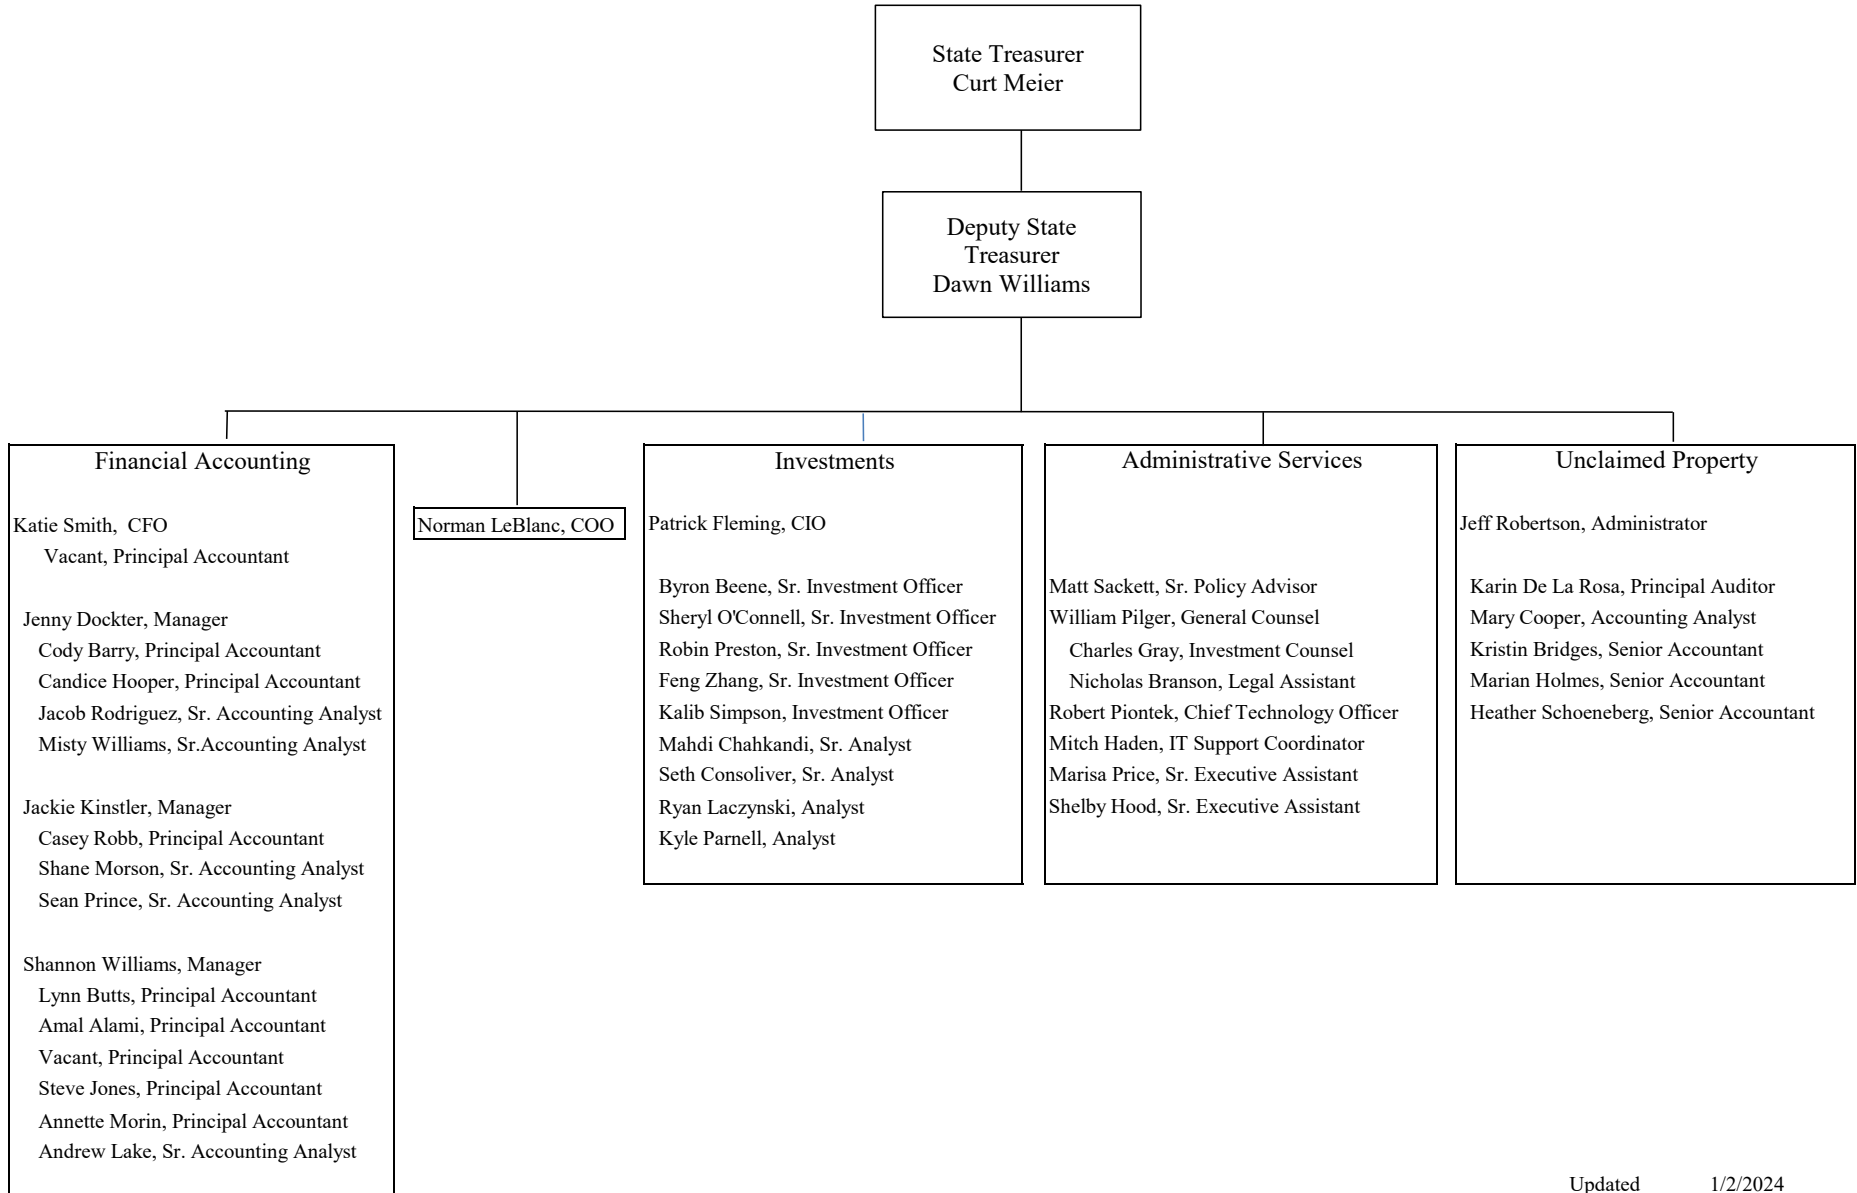 State Treasurer
Curt Meier
Deputy State
Treasurer
Dawn Williams
Financial Accounting
Katie Smith,  CFO
Vacant, Principal Accountant
Jenny Dockter, Manager
Cody Barry, Principal Accountant
Candice Hooper, Principal Accountant
Jacob Rodriguez, Sr. Accounting Analyst
Misty Williams, Sr.Accounting Analyst
Jackie Kinstler, Manager
Casey Robb, Principal Accountant
Shane Morson, Sr. Accounting Analyst
Sean Prince, Sr. Accounting Analyst
Shannon Williams, Manager
Lynn Butts, Principal Accountant
Amal Alami, Principal Accountant
Vacant, Principal Accountant
Steve Jones, Principal Accountant
Annette Morin, Principal Accountant
Andrew Lake, Sr. Accounting Analyst
Norman LeBlanc, COO
Investments
Patrick Fleming, CIO
Byron Beene, Sr. Investment Officer
Sheryl O'Connell, Sr. Investment Officer
Robin Preston, Sr. Investment Officer
Feng Zhang, Sr. Investment Officer
Kalib Simpson, Investment Officer
Mahdi Chahkandi, Sr. Analyst
Seth Consoliver, Sr. Analyst
Ryan Laczynski, Analyst
Kyle Parnell, Analyst
Administrative Services
Matt Sackett, Sr. Policy Advisor
William Pilger, General Counsel
Charles Gray, Investment Counsel
Nicholas Branson, Legal Assistant
Robert Piontek, Chief Technology Officer
Mitch Haden, IT Support Coordinator
Marisa Price, Sr. Executive Assistant
Shelby Hood, Sr. Executive Assistant
Unclaimed Property
Jeff Robertson, Administrator
Karin De La Rosa, Principal Auditor
Mary Cooper, Accounting Analyst
Kristin Bridges, Senior Accountant
Marian Holmes, Senior Accountant
Heather Schoeneberg, Senior Accountant
Updated 1/2/2024